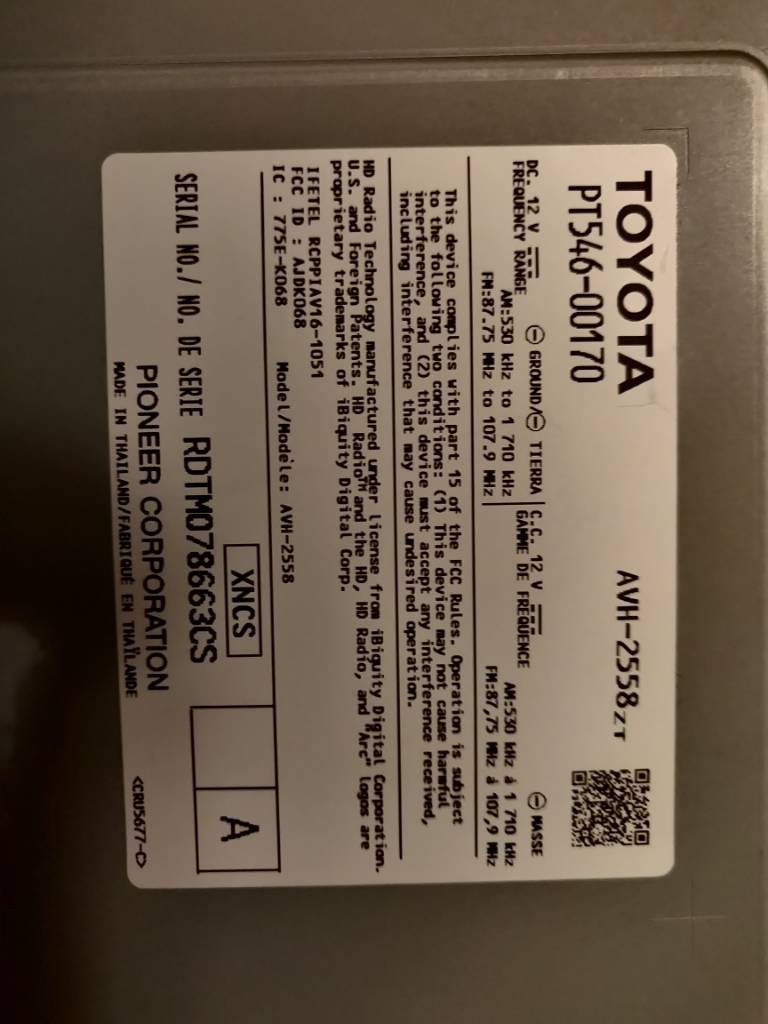 TOYOTA AVH-2558ZT
PT546-00170
DC. 12 V ⊖ GROUND/⊖ TIERRA C.C. 12 V ⊖ MASSE
FREQUENCY RANGE GAMME DE FREQUENCE
AM:530 kHz to 1 710 kHz AM:530 kHz à 1 710 kHz
FM:87.75 MHz to 107.9 MHz FM:87,75 MHz à 107,9 MHz
This device complies with part 15 of the FCC Rules. Operation is subject
to the following two conditions: (1) This device may not cause harmful
interference, and (2) this device must accept any interference received,
including interference that may cause undesired operation.
HD Radio Technology manufactured under license from iBiquity Digital Corporation.
U.S. and Foreign Patents. HD Radio™ and the HD, HD Radio, and "Arc" logos are
proprietary trademarks of iBiquity Digital Corp.
IFETEL RCPPIAV16-1051
FCC ID : AJDK068
IC : 775E-K068 Model/Modèle: AVH-2558
XNCS A
SERIAL NO./ NO. DE SERIE RDTM078663CS
PIONEER CORPORATION
MADE IN THAILAND/FABRIQUÉ EN THAÏLANDE <CRU5677-C>